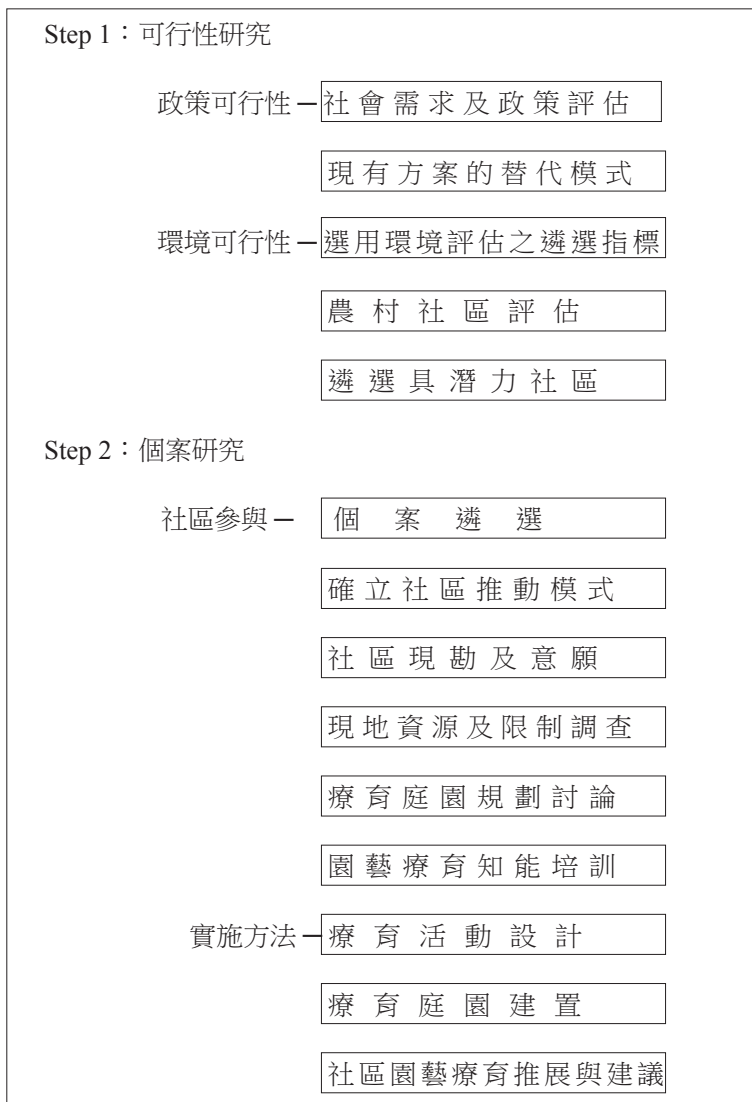 Step 1：可行性研究
政策可行性－社會需求及政策評估
現有方案的替代模式
環境可行性－選用環境評估之遴選指標
農村社區評估
遴選具潛力社區
Step 2：個案研究
社區參與－ 個案遴選
確立社區推動模式
社區現勘及意願
現地資源及限制調查
療育庭園規劃討論
園藝療育知能培訓
實施方法－療育活動設計
療育庭園建置
社區園藝療育推展與建議